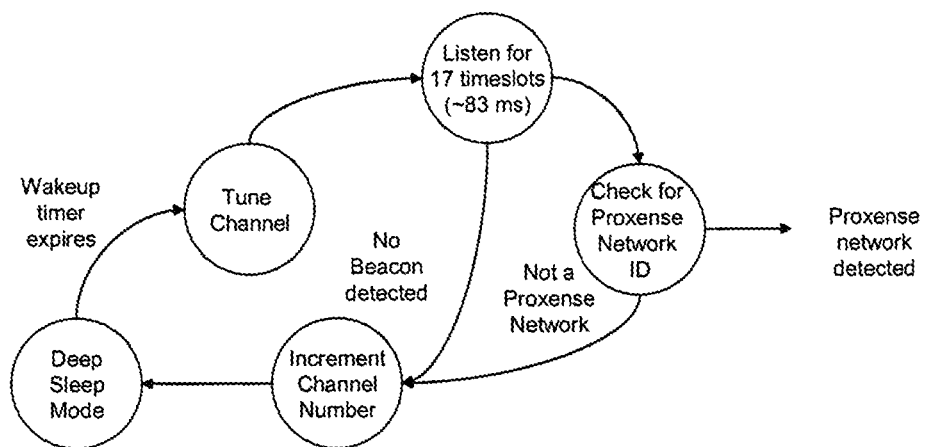 Listen for
17 timeslots
(~83 ms)
Wakeup
timer
expires
Tune
Channel
Check for
Proxense
Network
ID
Proxense
network
detected
No
Beacon
detected
Not a
Proxense
Network
Deep
Sleep
Mode
Increment
Channel
Number